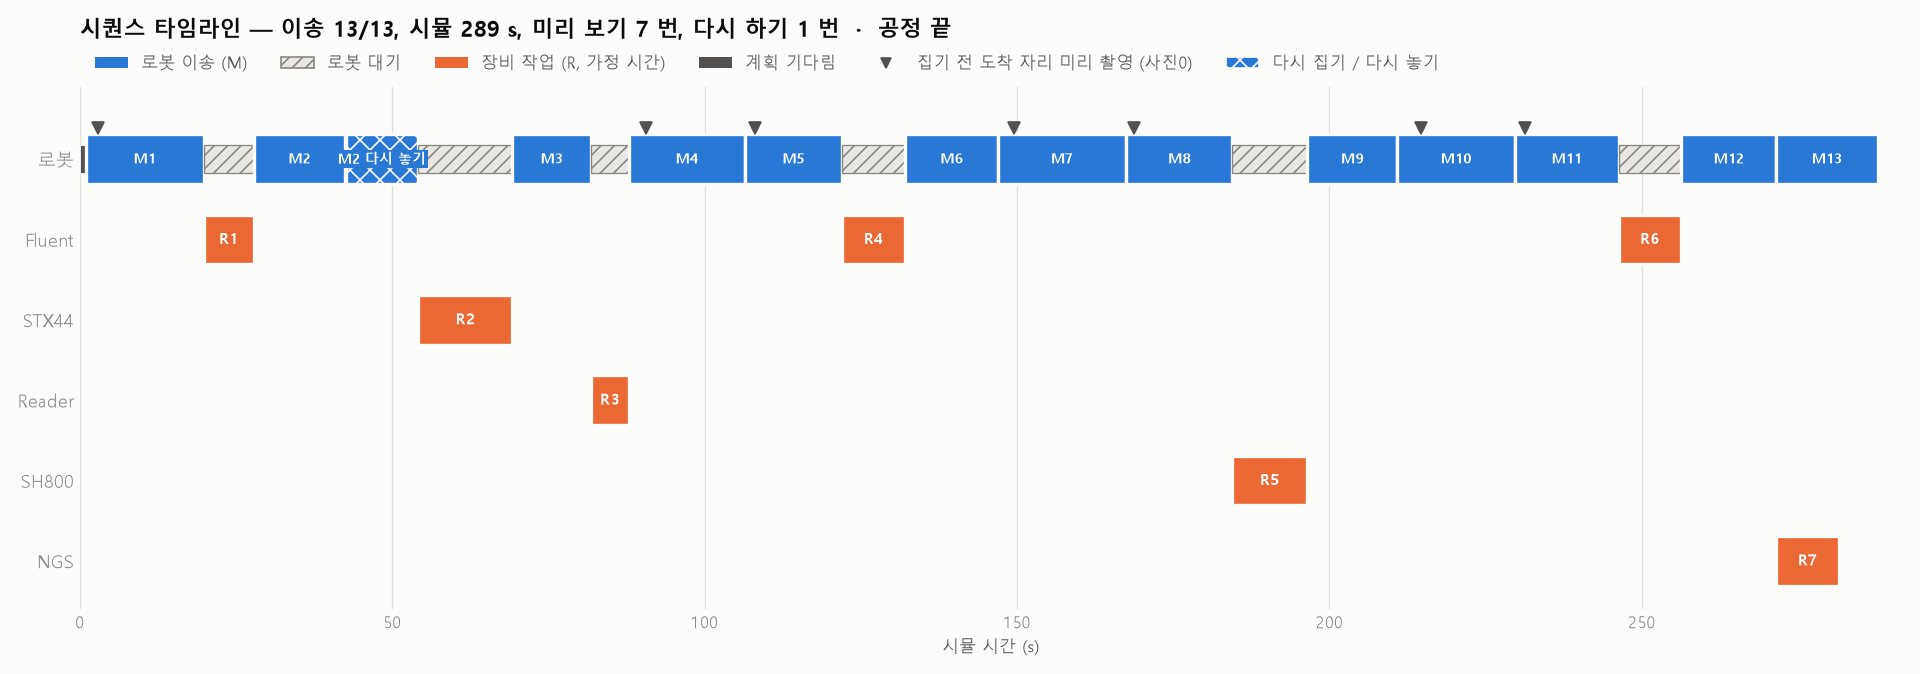 시퀀스 타임라인 — 이송 13/13, 시뮬 289 s, 미리 보기 7 번, 다시 하기 1 번 · 공정 끝
로봇 이송 (M) 로봇 대기 장비 작업 (R, 가정 시간) 계획 기다림 집기 전 도착 자리 미리 촬영 (사진0) 다시 집기 / 다시 놓기
로봇 M1 M2 M2 다시 놓기 M3 M4 M5 M6 M7 M8 M9 M10 M11 M12 M13
Fluent R1 R4 R6
STX44 R2
Reader R3
SH800 R5
NGS R7
0 50 100 150 200 250
시뮬 시간 (s)